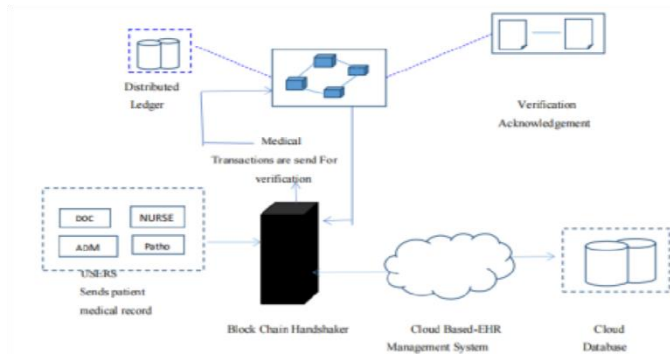 Distributed
Ledger
Verification
Acknowledgement
Medical
Transactions are send For
verification
DOC
NURSE
ADM
Patho
USERS
Sends patient
medical record
Block Chain Handshaker
Cloud Based-EHR
Management System
Cloud
Database